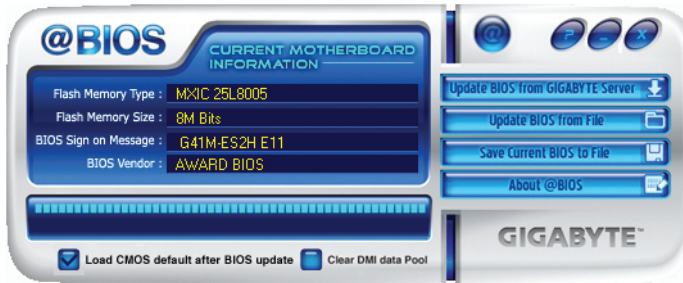 @BIOS
CURRENT MOTHERBOARD
INFORMATION
Flash Memory Type : MXIC 25L8005
Flash Memory Size : 8M Bits
BIOS Sign on Message : G41M-ES2H E11
BIOS Vendor : AWARD BIOS
Load CMOS default after BIOS update
Clear DMI data Pool
@ ? – X
Update BIOS from GIGABYTE Server
Update BIOS from File
Save Current BIOS to File
About @BIOS
GIGABYTE™